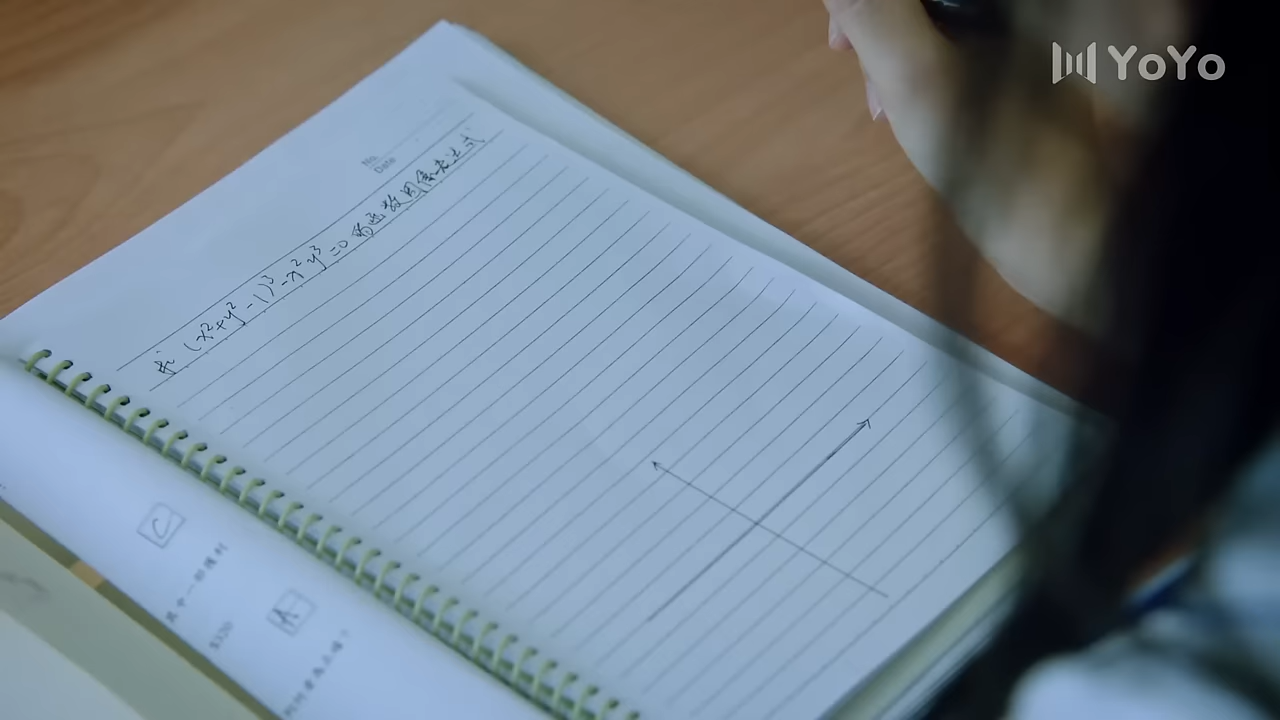 YoYo
No.
Date
求 (x²+y²-1)³-x²y³=0 的函数图像表达式
C
A